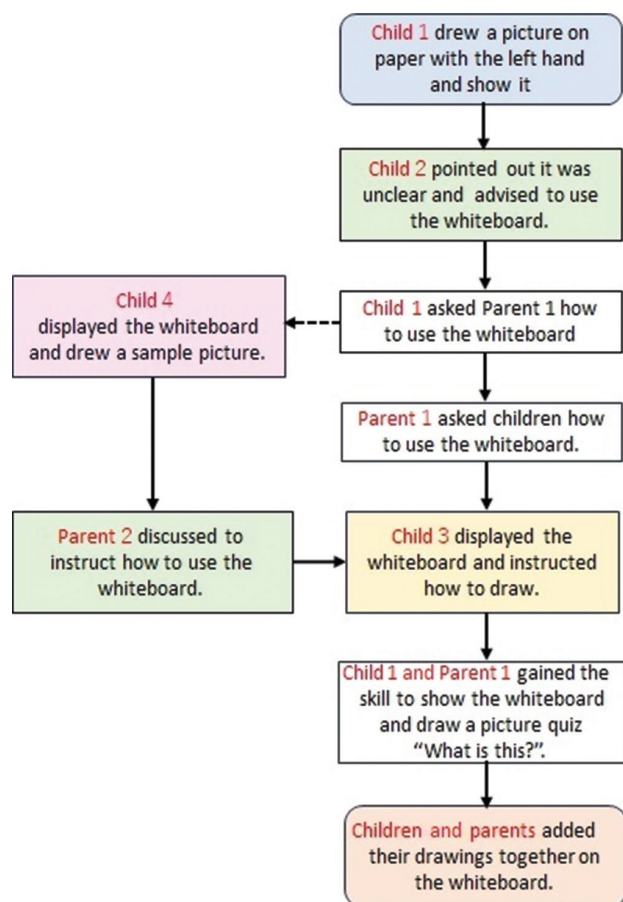 Child 1 drew a picture on
paper with the left hand
and show it
Child 2 pointed out it was
unclear and advised to use
the whiteboard.
Child 4
displayed the whiteboard
and drew a sample picture.
Child 1 asked Parent 1 how
to use the whiteboard
Parent 1 asked children how
to use the whiteboard.
Parent 2 discussed to
instruct how to use the
whiteboard.
Child 3 displayed the
whiteboard and instructed
how to draw.
Child 1 and Parent 1 gained the
skill to show the whiteboard
and draw a picture quiz
“What is this?”.
Children and parents added
their drawings together on
the whiteboard.